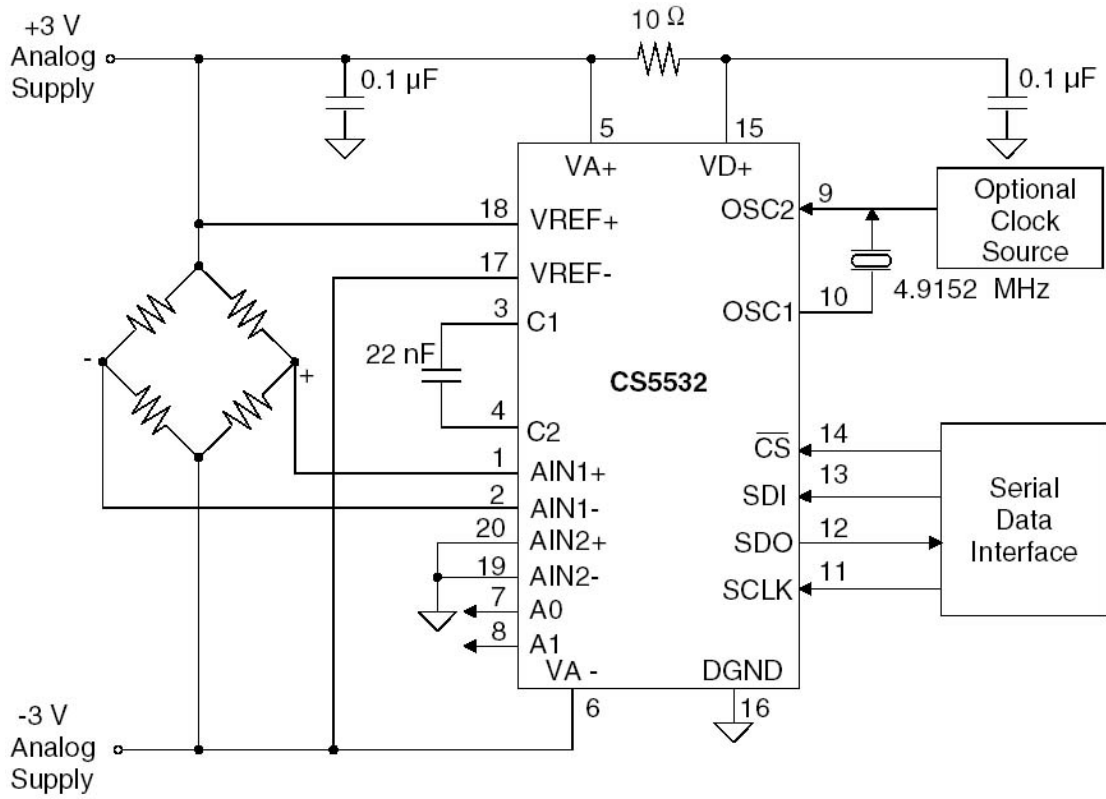 +3 V
Analog
Supply
0.1 µF
10 Ω
0.1 µF
5
15
VA+
VD+
18
VREF+
17
VREF-
3
C1
22 nF
4
C2
1
AIN1+
2
AIN1-
20
AIN2+
19
AIN2-
7
A0
8
A1
VA -
6
DGND
16
CS5532
OSC2
9
OSC1
10
4.9152 MHz
Optional
Clock
Source
CS
14
SDI
13
SDO
12
SCLK
11
Serial
Data
Interface
-
+
-3 V
Analog
Supply